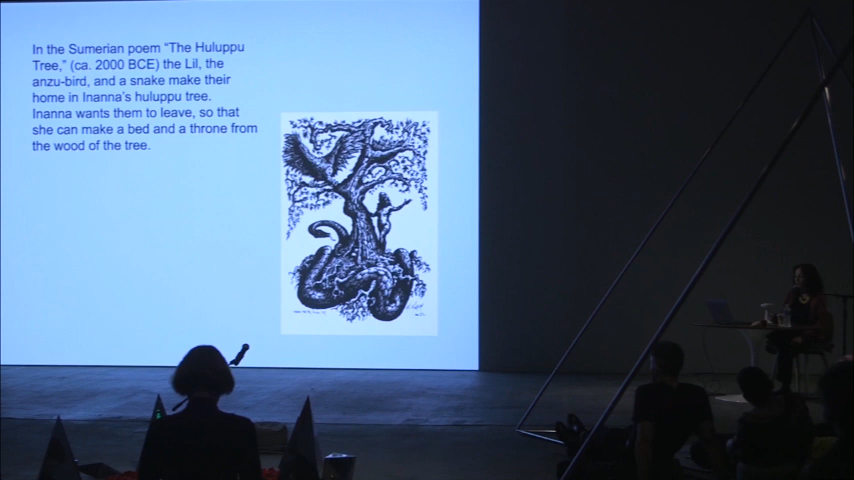 In the Sumerian poem “The Huluppu
Tree,” (ca. 2000 BCE) the Lil, the
anzu-bird, and a snake make their
home in Inanna’s huluppu tree.
Inanna wants them to leave, so that
she can make a bed and a throne from
the wood of the tree.